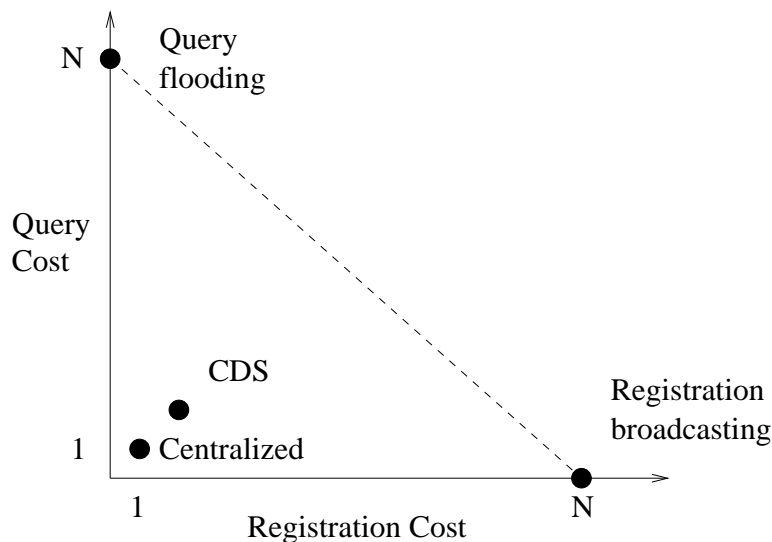 Query
flooding
N
Query
Cost
CDS
Registration
broadcasting
1
Centralized
1
N
Registration Cost